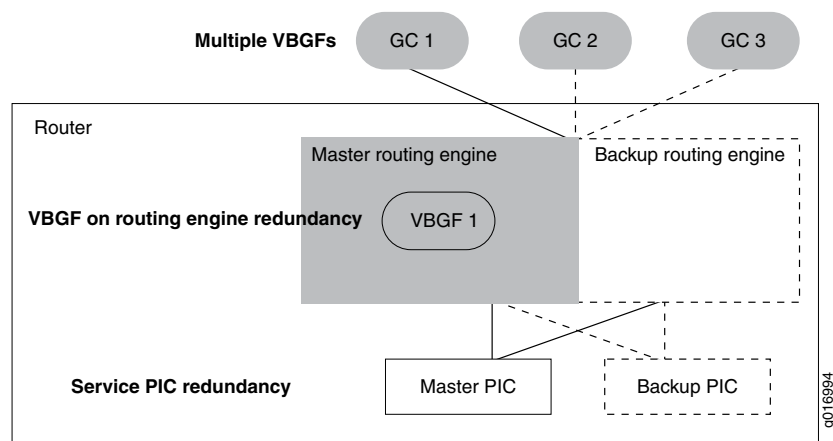 Multiple VBGFs
GC 1
GC 2
GC 3
Router
Master routing engine
Backup routing engine
VBGF on routing engine redundancy
VBGF 1
Service PIC redundancy
Master PIC
Backup PIC
g016994